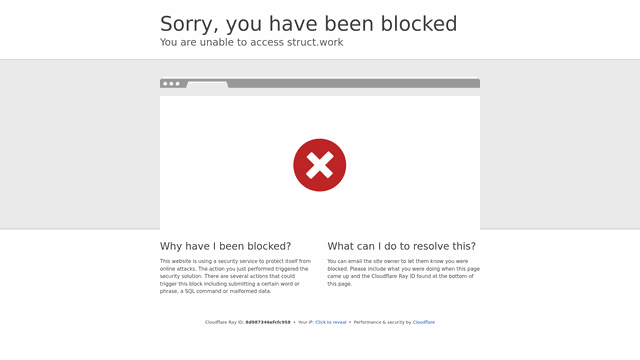 Sorry, you have been blocked
You are unable to access struct.work
Why have I been blocked?
This website is using a security service to protect itself from
online attacks. The action you just performed triggered the
security solution. There are several actions that could
trigger this block including submitting a certain word or
phrase, a SQL command or malformed data.
What can I do to resolve this?
You can email the site owner to let them know you were
blocked. Please include what you were doing when this page
came up and the Cloudflare Ray ID found at the bottom of
this page.
Cloudflare Ray ID: 8d987346efcfc958 • Your IP: Click to reveal • Performance & security by Cloudflare